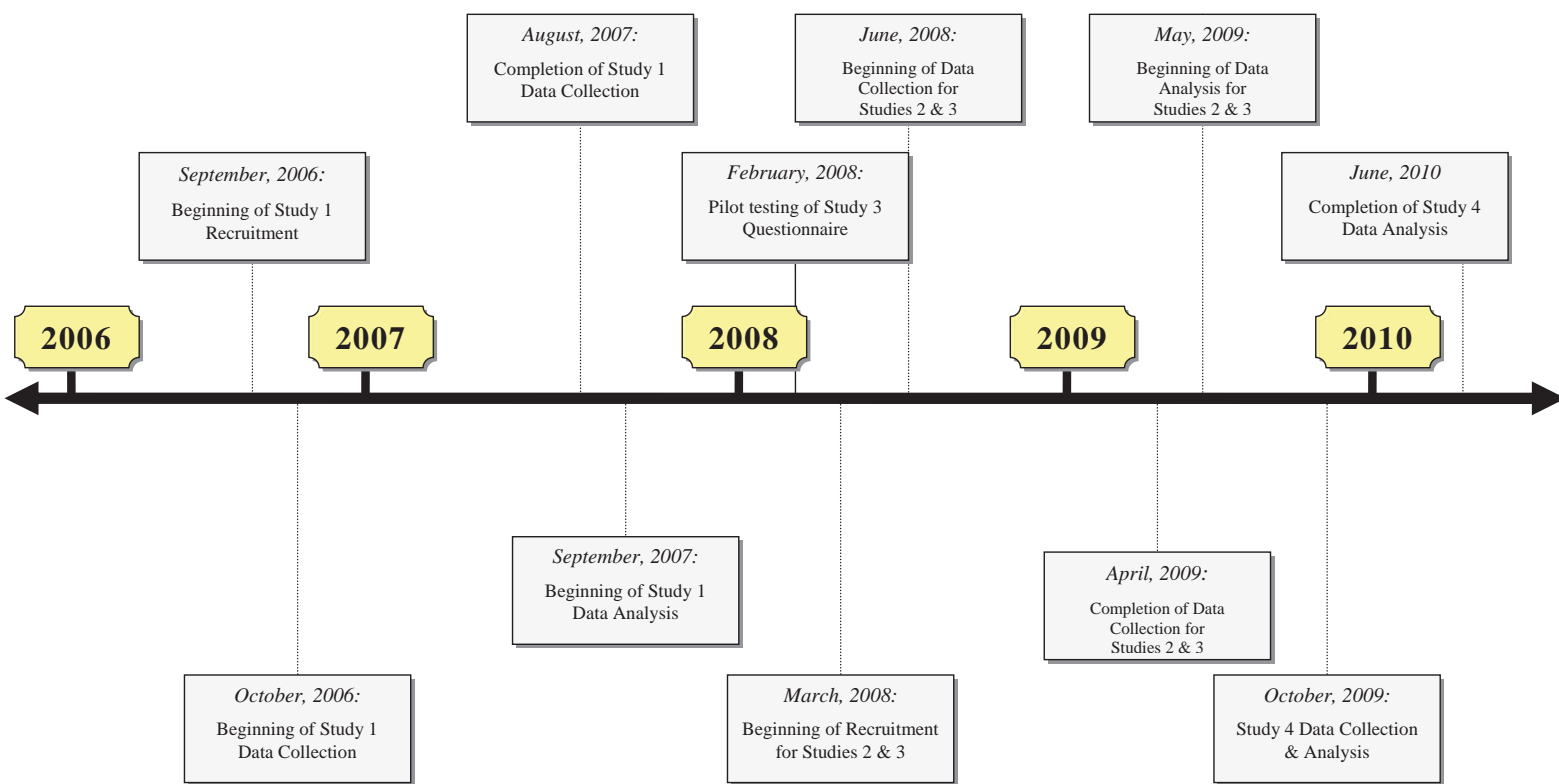 August, 2007:
Completion of Study 1
Data Collection
June, 2008:
Beginning of Data
Collection for
Studies 2 & 3
May, 2009:
Beginning of Data
Analysis for
Studies 2 & 3
September, 2006:
Beginning of Study 1
Recruitment
February, 2008:
Pilot testing of Study 3
Questionnaire
June, 2010
Completion of Study 4
Data Analysis
2006
2007
2008
2009
2010
September, 2007:
Beginning of Study 1
Data Analysis
April, 2009:
Completion of Data
Collection for
Studies 2 & 3
October, 2006:
Beginning of Study 1
Data Collection
March, 2008:
Beginning of Recruitment
for Studies 2 & 3
October, 2009:
Study 4 Data Collection
& Analysis